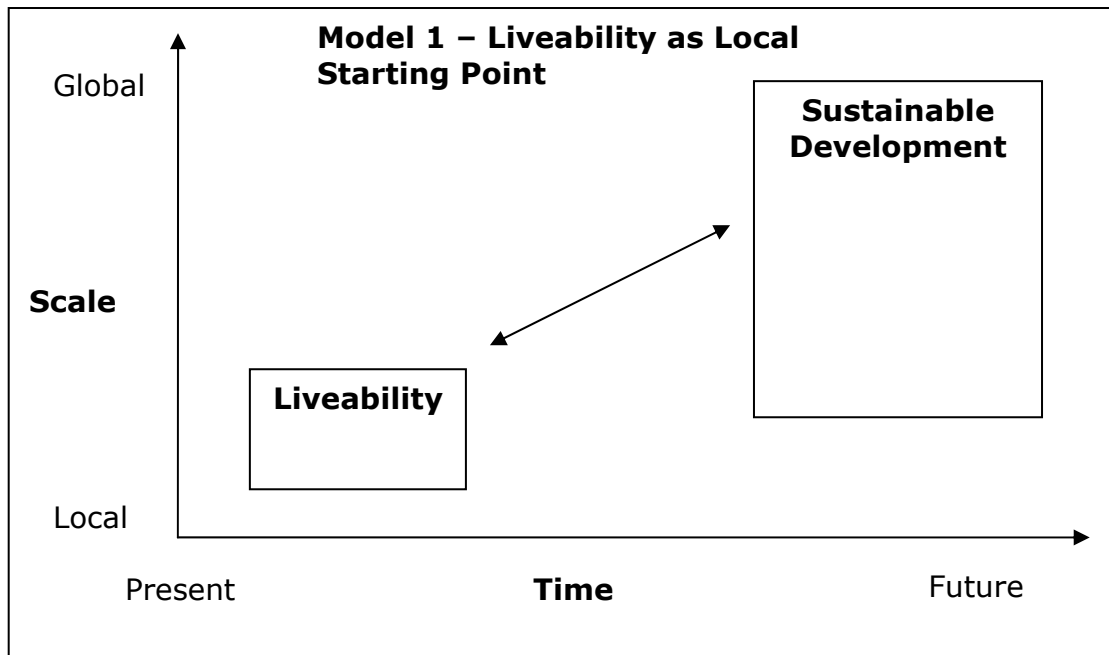 Model 1 – Liveability as Local
Starting Point
Global
Sustainable
Development
Scale
Liveability
Local
Present
Time
Future